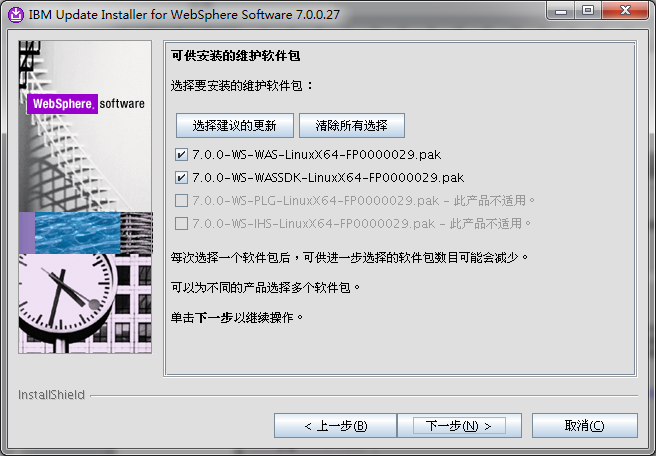 IBM Update Installer for WebSphere Software 7.0.0.27
WebSphere. software
可供安装的维护软件包
选择要安装的维护软件包：
选择建议的更新 清除所有选择
7.0.0-WS-WAS-LinuxX64-FP0000029.pak
7.0.0-WS-WASSDK-LinuxX64-FP0000029.pak
7.0.0-WS-PLG-LinuxX64-FP0000029.pak - 此产品不适用。
7.0.0-WS-IHS-LinuxX64-FP0000029.pak - 此产品不适用。
每次选择一个软件包后，可供进一步选择的软件包数目可能会减少。
可以为不同的产品选择多个软件包。
单击下一步以继续操作。
InstallShield
< 上一步(B) 下一步(N) > 取消(C)